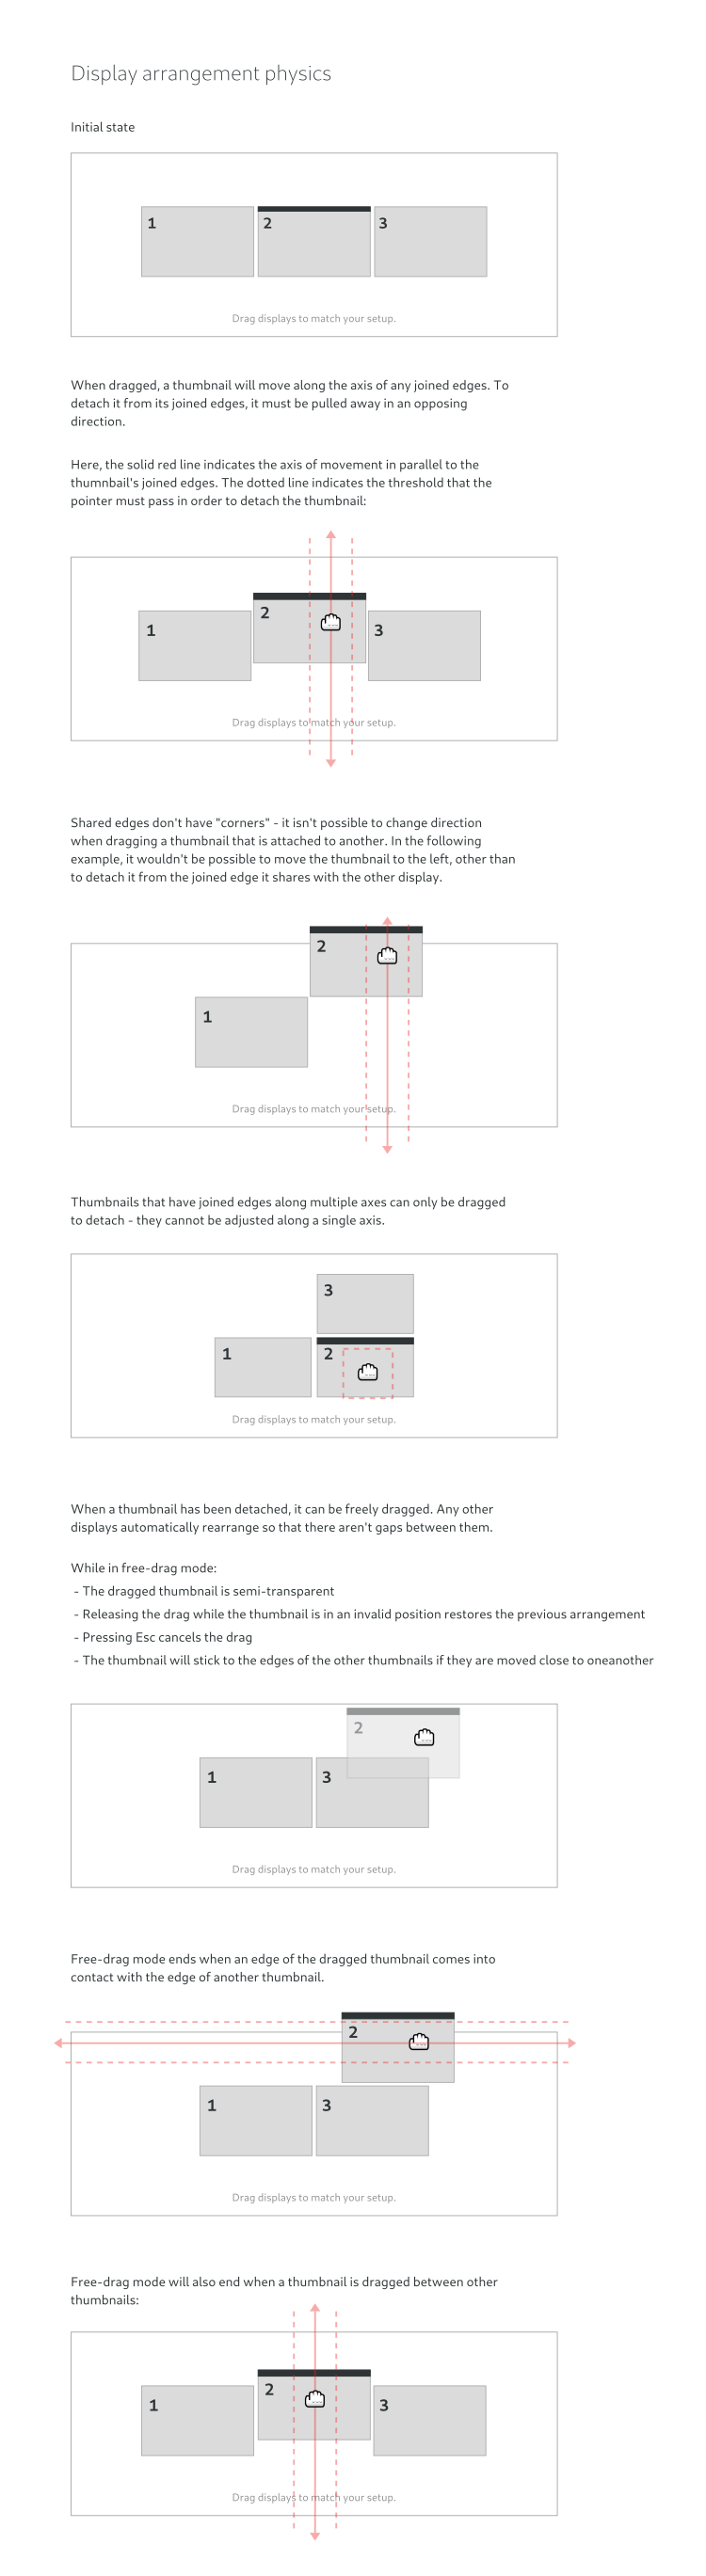 Display arrangement physics
Initial state
1
2
3
Drag displays to match your setup.
When dragged, a thumbnail will move along the axis of any joined edges. To
detach it from its joined edges, it must be pulled away in an opposing
direction.
Here, the solid red line indicates the axis of movement in parallel to the
thumnbail's joined edges. The dotted line indicates the threshold that the
pointer must pass in order to detach the thumbnail:
2
1
3
Drag displays to match your setup.
Shared edges don't have "corners" - it isn't possible to change direction
when dragging a thumbnail that is attached to another. In the following
example, it wouldn't be possible to move the thumbnail to the left, other than
to detach it from the joined edge it shares with the other display.
2
1
Drag displays to match your setup.
Thumbnails that have joined edges along multiple axes can only be dragged
to detach - they cannot be adjusted along a single axis.
3
1
2
Drag displays to match your setup.
When a thumbnail has been detached, it can be freely dragged. Any other
displays automatically rearrange so that there aren't gaps between them.
While in free-drag mode:
- The dragged thumbnail is semi-transparent
- Releasing the drag while the thumbnail is in an invalid position restores the previous arrangement
- Pressing Esc cancels the drag
- The thumbnail will stick to the edges of the other thumbnails if they are moved close to oneanother
2
1
3
Drag displays to match your setup.
Free-drag mode ends when an edge of the dragged thumbnail comes into
contact with the edge of another thumbnail.
2
1
3
Drag displays to match your setup.
Free-drag mode will also end when a thumbnail is dragged between other
thumbnails:
2
1
3
Drag displays to match your setup.